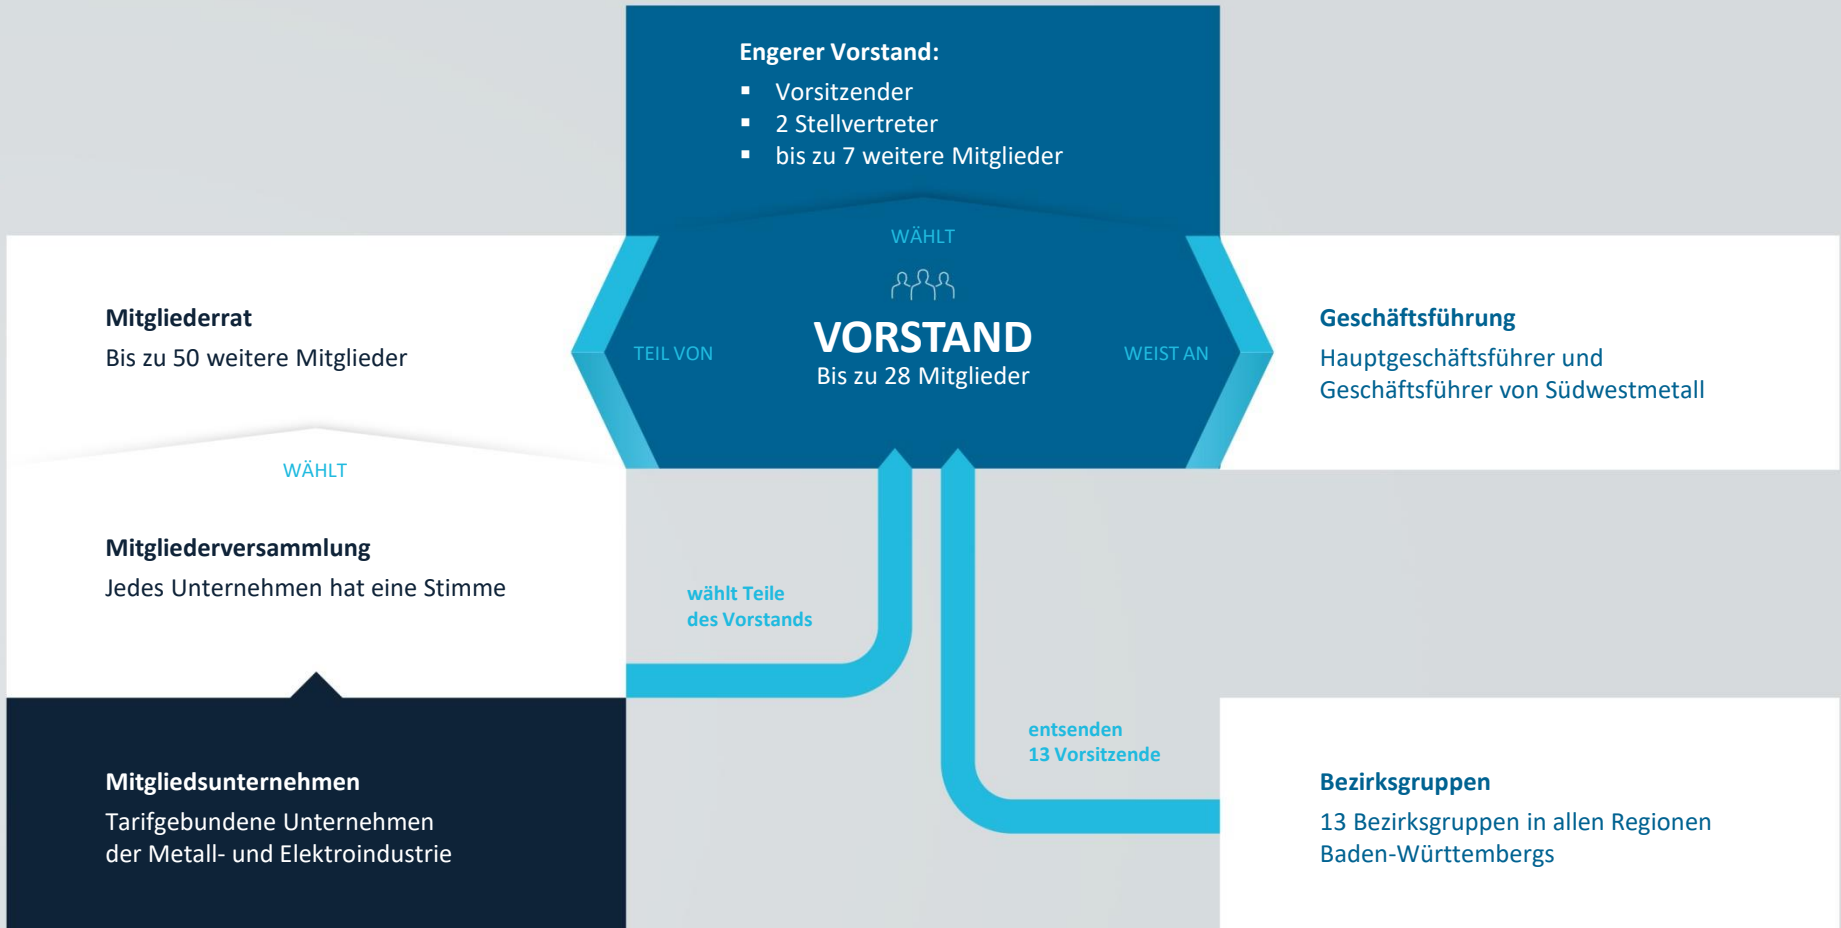 Engerer Vorstand:
▪ Vorsitzender
▪ 2 Stellvertreter
▪ bis zu 7 weitere Mitglieder
WÄHLT
Mitgliederrat
Bis zu 50 weitere Mitglieder
TEIL VON
VORSTAND
Bis zu 28 Mitglieder
WEIST AN
Geschäftsführung
Hauptgeschäftsführer und
Geschäftsführer von Südwestmetall
WÄHLT
Mitgliederversammlung
Jedes Unternehmen hat eine Stimme
wählt Teile
des Vorstands
entsenden
13 Vorsitzende
Mitgliedsunternehmen
Tarifgebundene Unternehmen
der Metall- und Elektroindustrie
Bezirksgruppen
13 Bezirksgruppen in allen Regionen
Baden-Württembergs